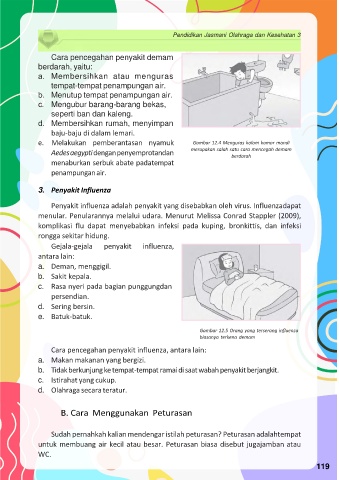 Pendidikan Jasmani Olahraga dan Kesehatan 3
Cara pencegahan penyakit demam
berdarah, yaitu:
a. Membersihkan atau menguras
tempat-tempat penampungan air.
b. Menutup tempat penampungan air.
c. Mengubur barang-barang bekas,
seperti ban dan kaleng.
d. Membersihkan rumah, menyimpan
baju-baju di dalam lemari.
e. Melakukan pemberantasan nyamuk
Aedes aegypti dengan penyemprotan dan
menaburkan serbuk abate pada tempat
penampungan air.
Gambar 12.4 Menguras kolam kamar mandi
merupakan salah satu cara mencegah demam
berdarah
3. Penyakit Influenza
Penyakit influenza adalah penyakit yang disebabkan oleh virus. Influenzadapat
menular. Penularannya melalui udara. Menurut Melissa Conrad Stappler (2009),
komplikasi flu dapat menyebabkan infeksi pada kuping, bronkittis, dan infeksi
rongga sekitar hidung.
Gejala-gejala penyakit influenza,
antara lain:
a. Deman, menggigil.
b. Sakit kepala.
c. Rasa nyeri pada bagian punggungdan
persendian.
d. Sering bersin.
e. Batuk-batuk.
Gambar 12.5 Orang yang terserang influenza
biasanya terkena demam
Cara pencegahan penyakit influenza, antara lain:
a. Makan makanan yang bergizi.
b. Tidak berkunjung ke tempat-tempat ramai di saat wabah penyakit berjangkit.
c. Istirahat yang cukup.
d. Olahraga secara teratur.
B. Cara Menggunakan Peturasan
Sudah pernahkah kalian mendengar istilah peturasan? Peturasan adalahtempat
untuk membuang air kecil atau besar. Peturasan biasa disebut jugajamban atau
WC.
119